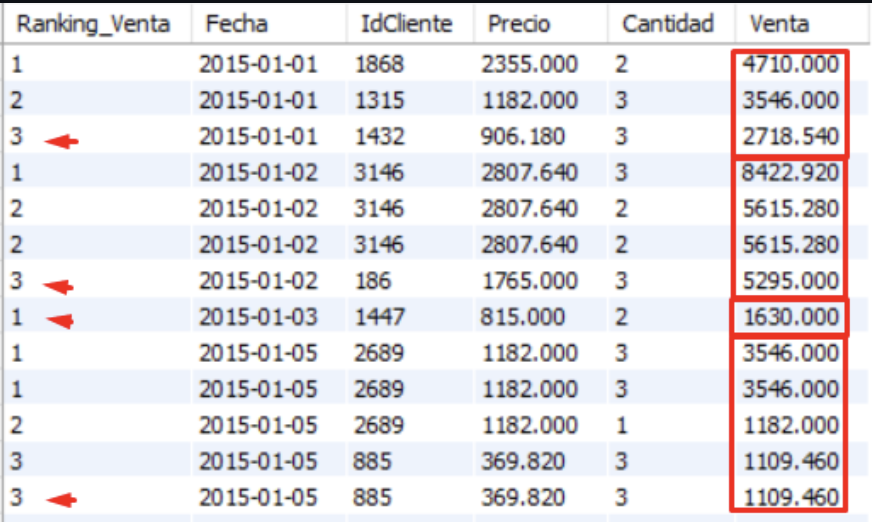 Ranking_Venta Fecha IdCliente Precio Cantidad Venta
1 2015-01-01 1868 2355.000 2 4710.000
2 2015-01-01 1315 1182.000 3 3546.000
3 2015-01-01 1432 906.180 3 2718.540
1 2015-01-02 3146 2807.640 3 8422.920
2 2015-01-02 3146 2807.640 2 5615.280
2 2015-01-02 3146 2807.640 2 5615.280
3 2015-01-02 186 1765.000 3 5295.000
1 2015-01-03 1447 815.000 2 1630.000
1 2015-01-05 2689 1182.000 3 3546.000
1 2015-01-05 2689 1182.000 3 3546.000
2 2015-01-05 2689 1182.000 1 1182.000
3 2015-01-05 885 369.820 3 1109.460
3 2015-01-05 885 369.820 3 1109.460